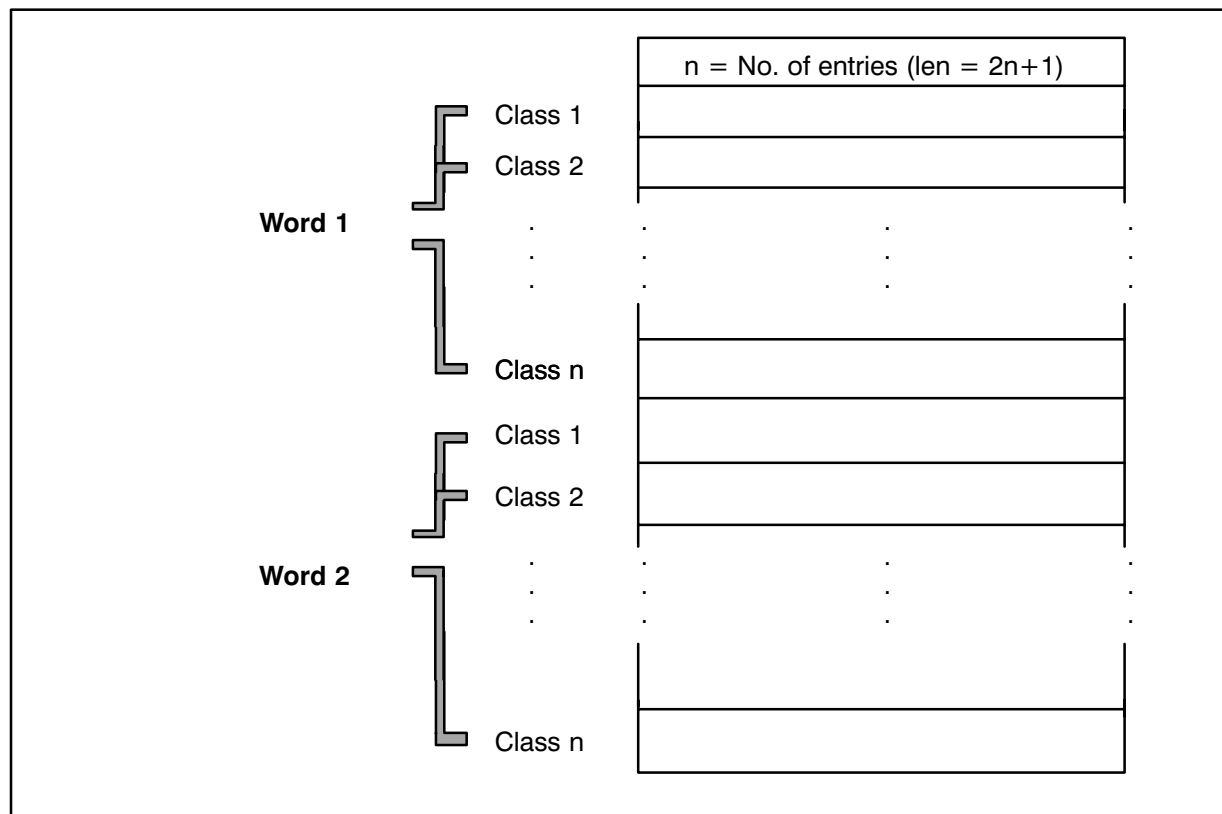 n = No. of entries (len = 2n+1)
Class 1
Class 2
Word 1
Class n
Class 1
Class 2
Word 2
Class n